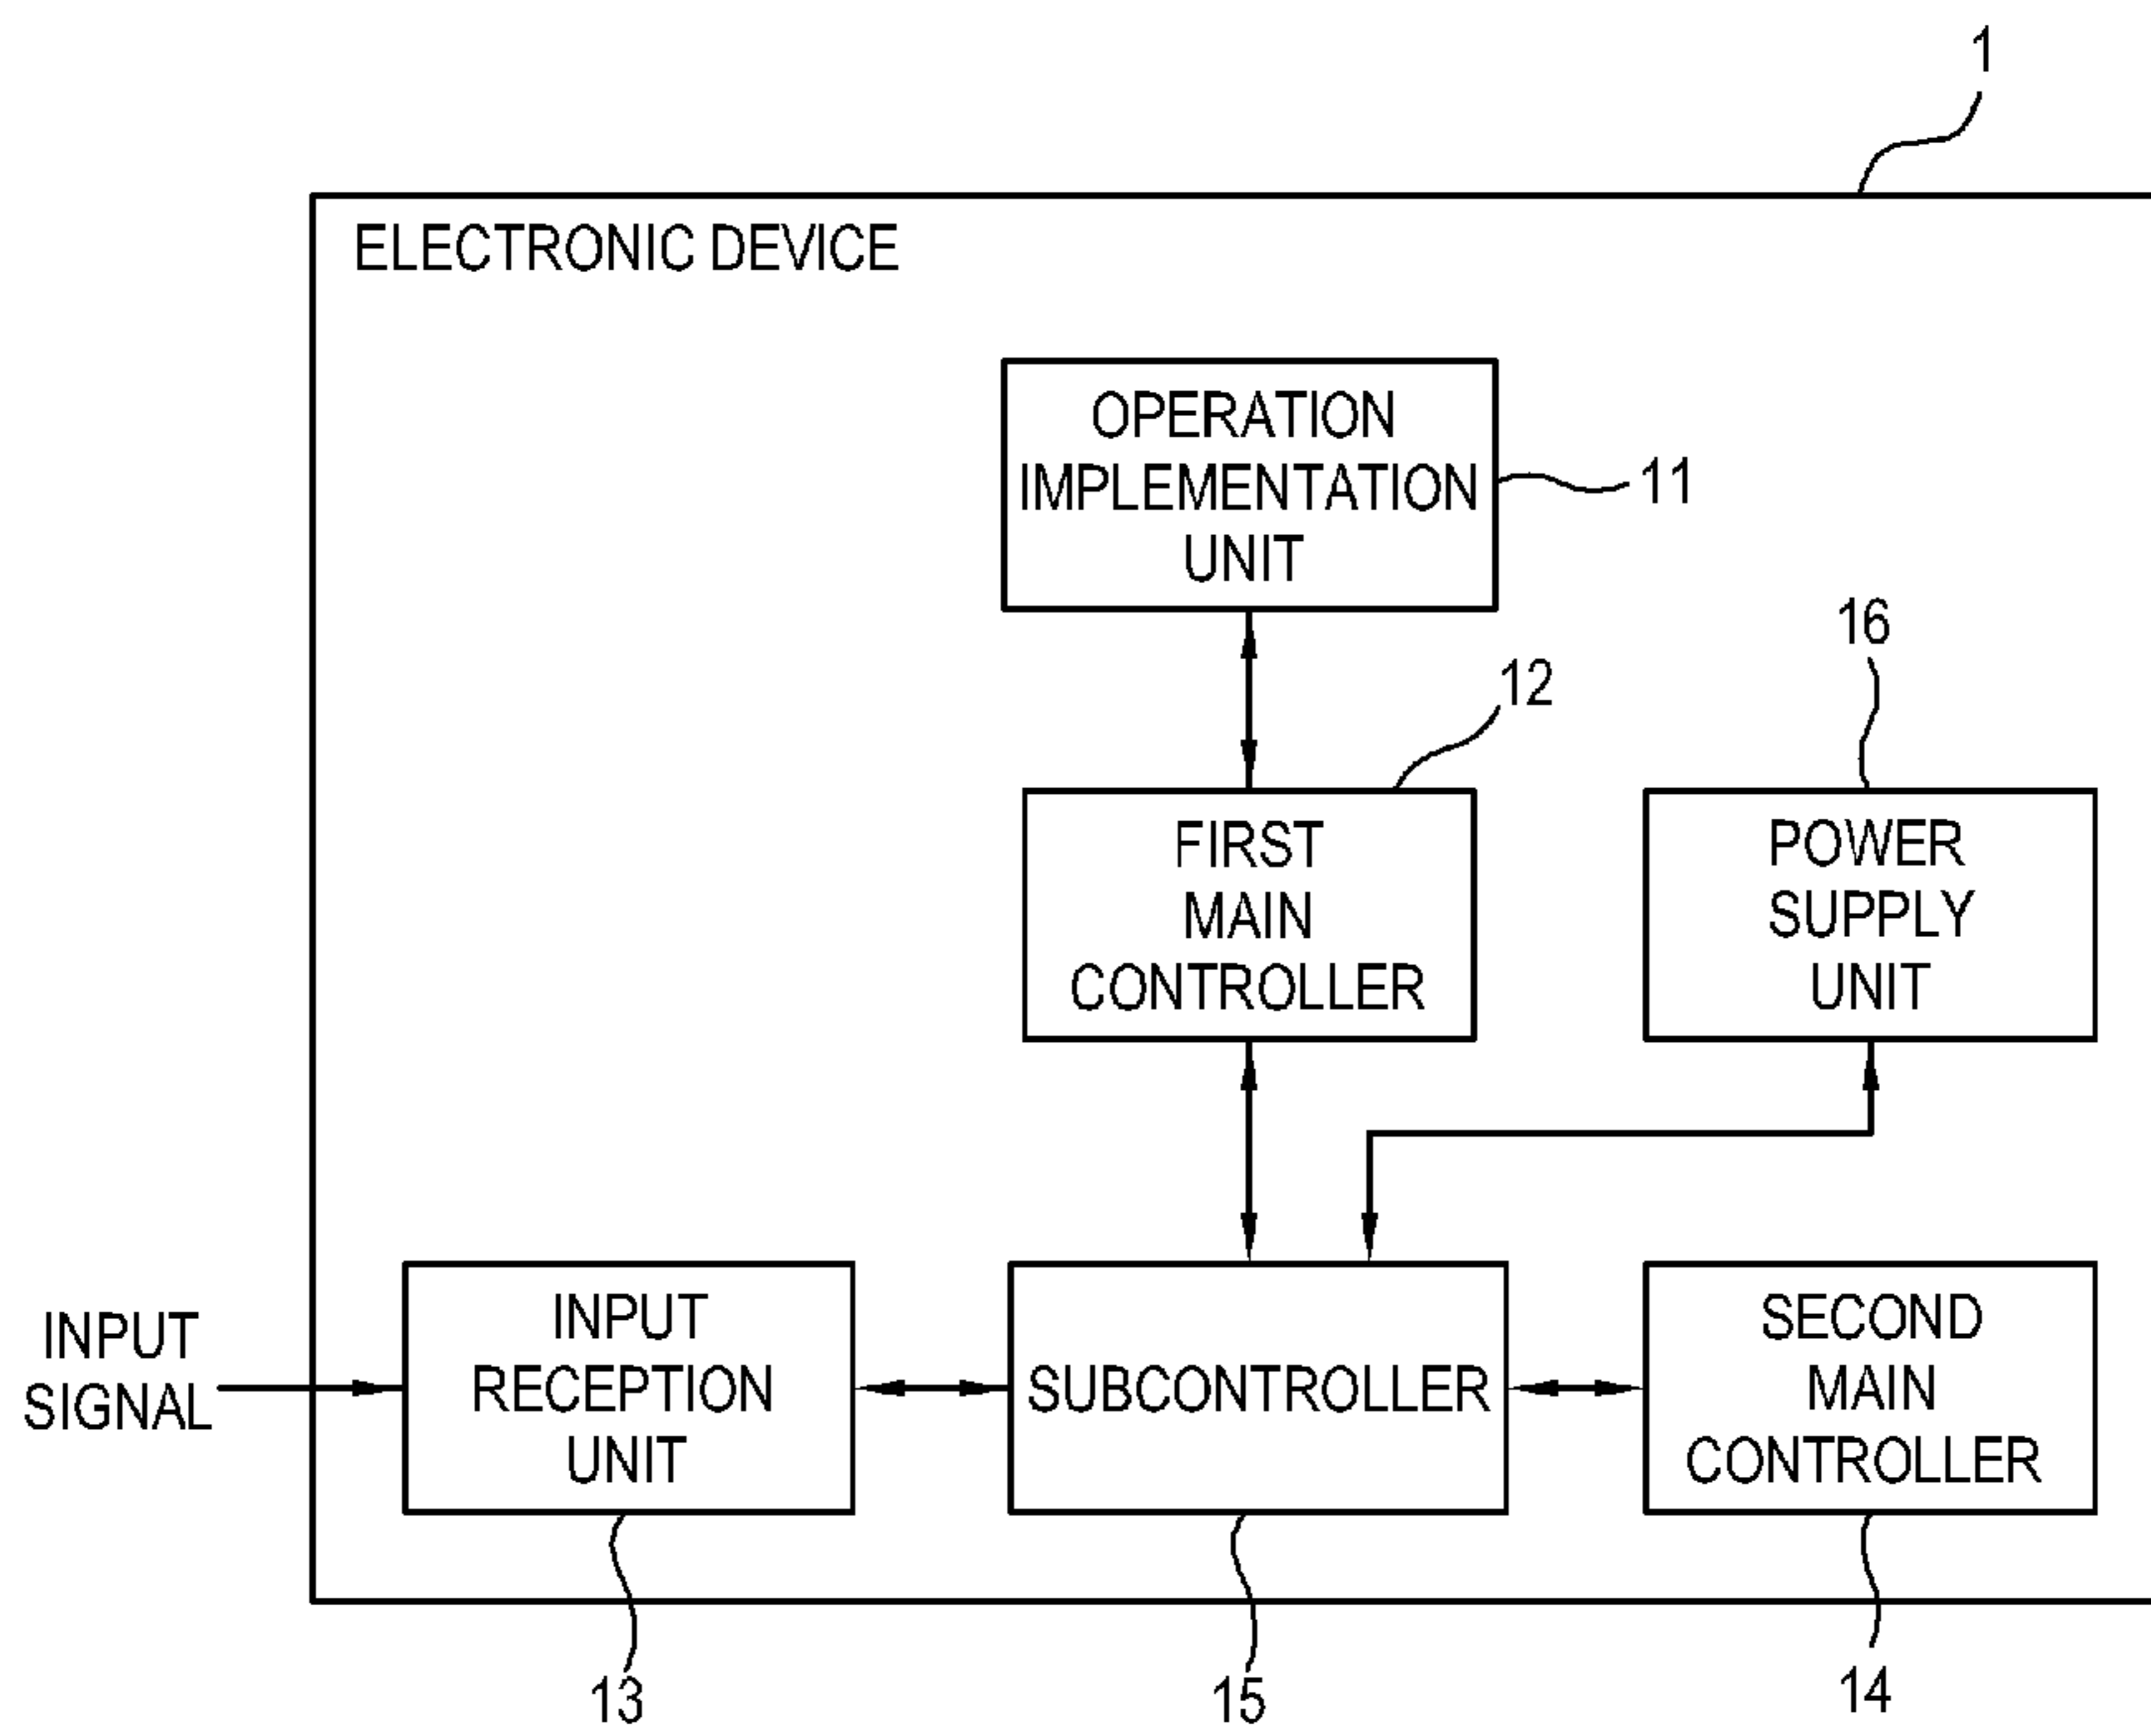 1
ELECTRONIC DEVICE
OPERATION
IMPLEMENTATION
UNIT
11
12
16
FIRST
MAIN
CONTROLLER
POWER
SUPPLY
UNIT
INPUT
SIGNAL
INPUT
RECEPTION
UNIT
SUBCONTROLLER
SECOND
MAIN
CONTROLLER
13
15
14